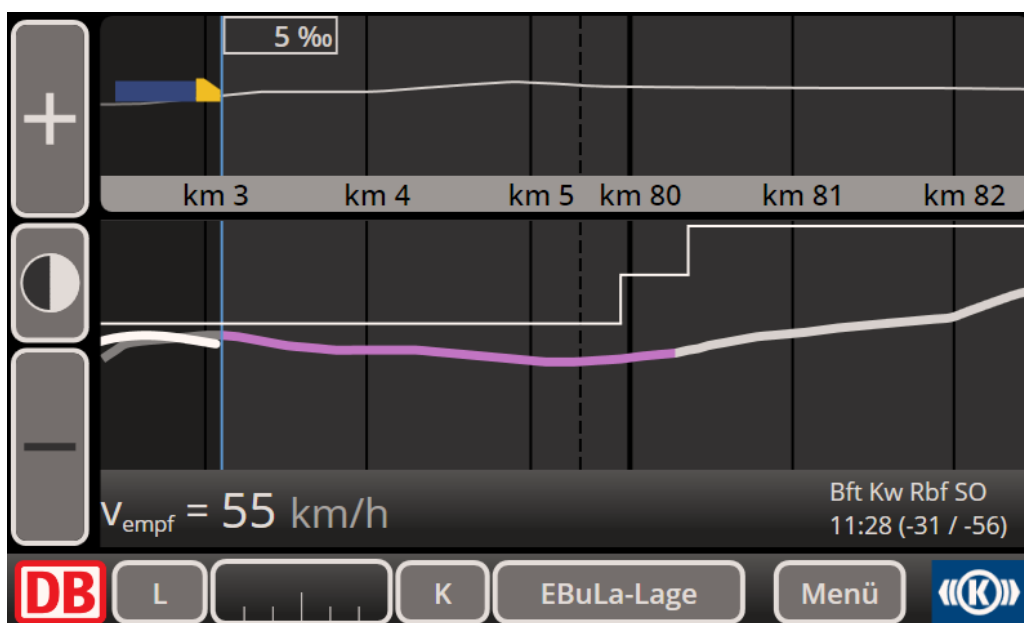 5 ‰
km 3 km 4 km 5 km 80 km 81 km 82
vempf = 55 km/h
Bft Kw Rbf SO
11:28 (-31 / -56)
DB L K EBuLa-Lage Menü K